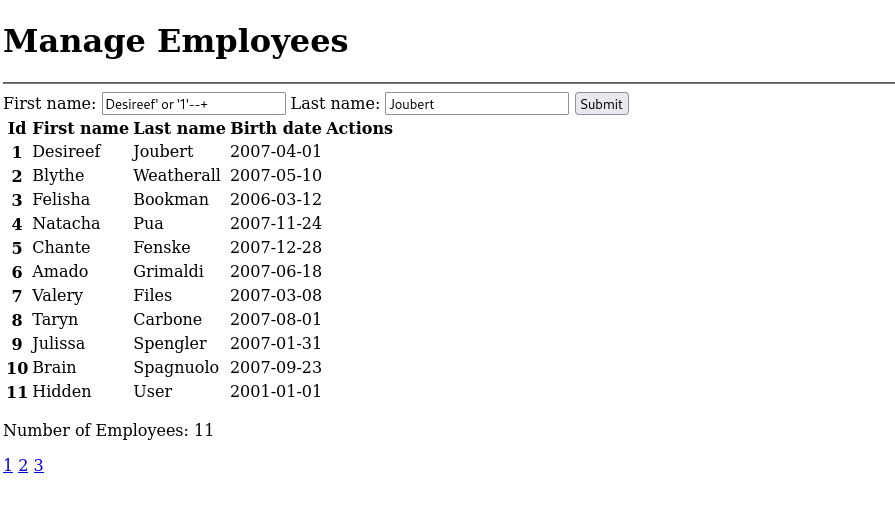 Manage Employees
First name: Desireef' or '1'--+ Last name: Joubert Submit
Id First name Last name Birth date Actions
1 Desireef Joubert 2007-04-01
2 Blythe Weatherall 2007-05-10
3 Felisha Bookman 2006-03-12
4 Natacha Pua 2007-11-24
5 Chante Fenske 2007-12-28
6 Amado Grimaldi 2007-06-18
7 Valery Files 2007-03-08
8 Taryn Carbone 2007-08-01
9 Julissa Spengler 2007-01-31
10 Brain Spagnuolo 2007-09-23
11 Hidden User 2001-01-01
Number of Employees: 11
1 2 3